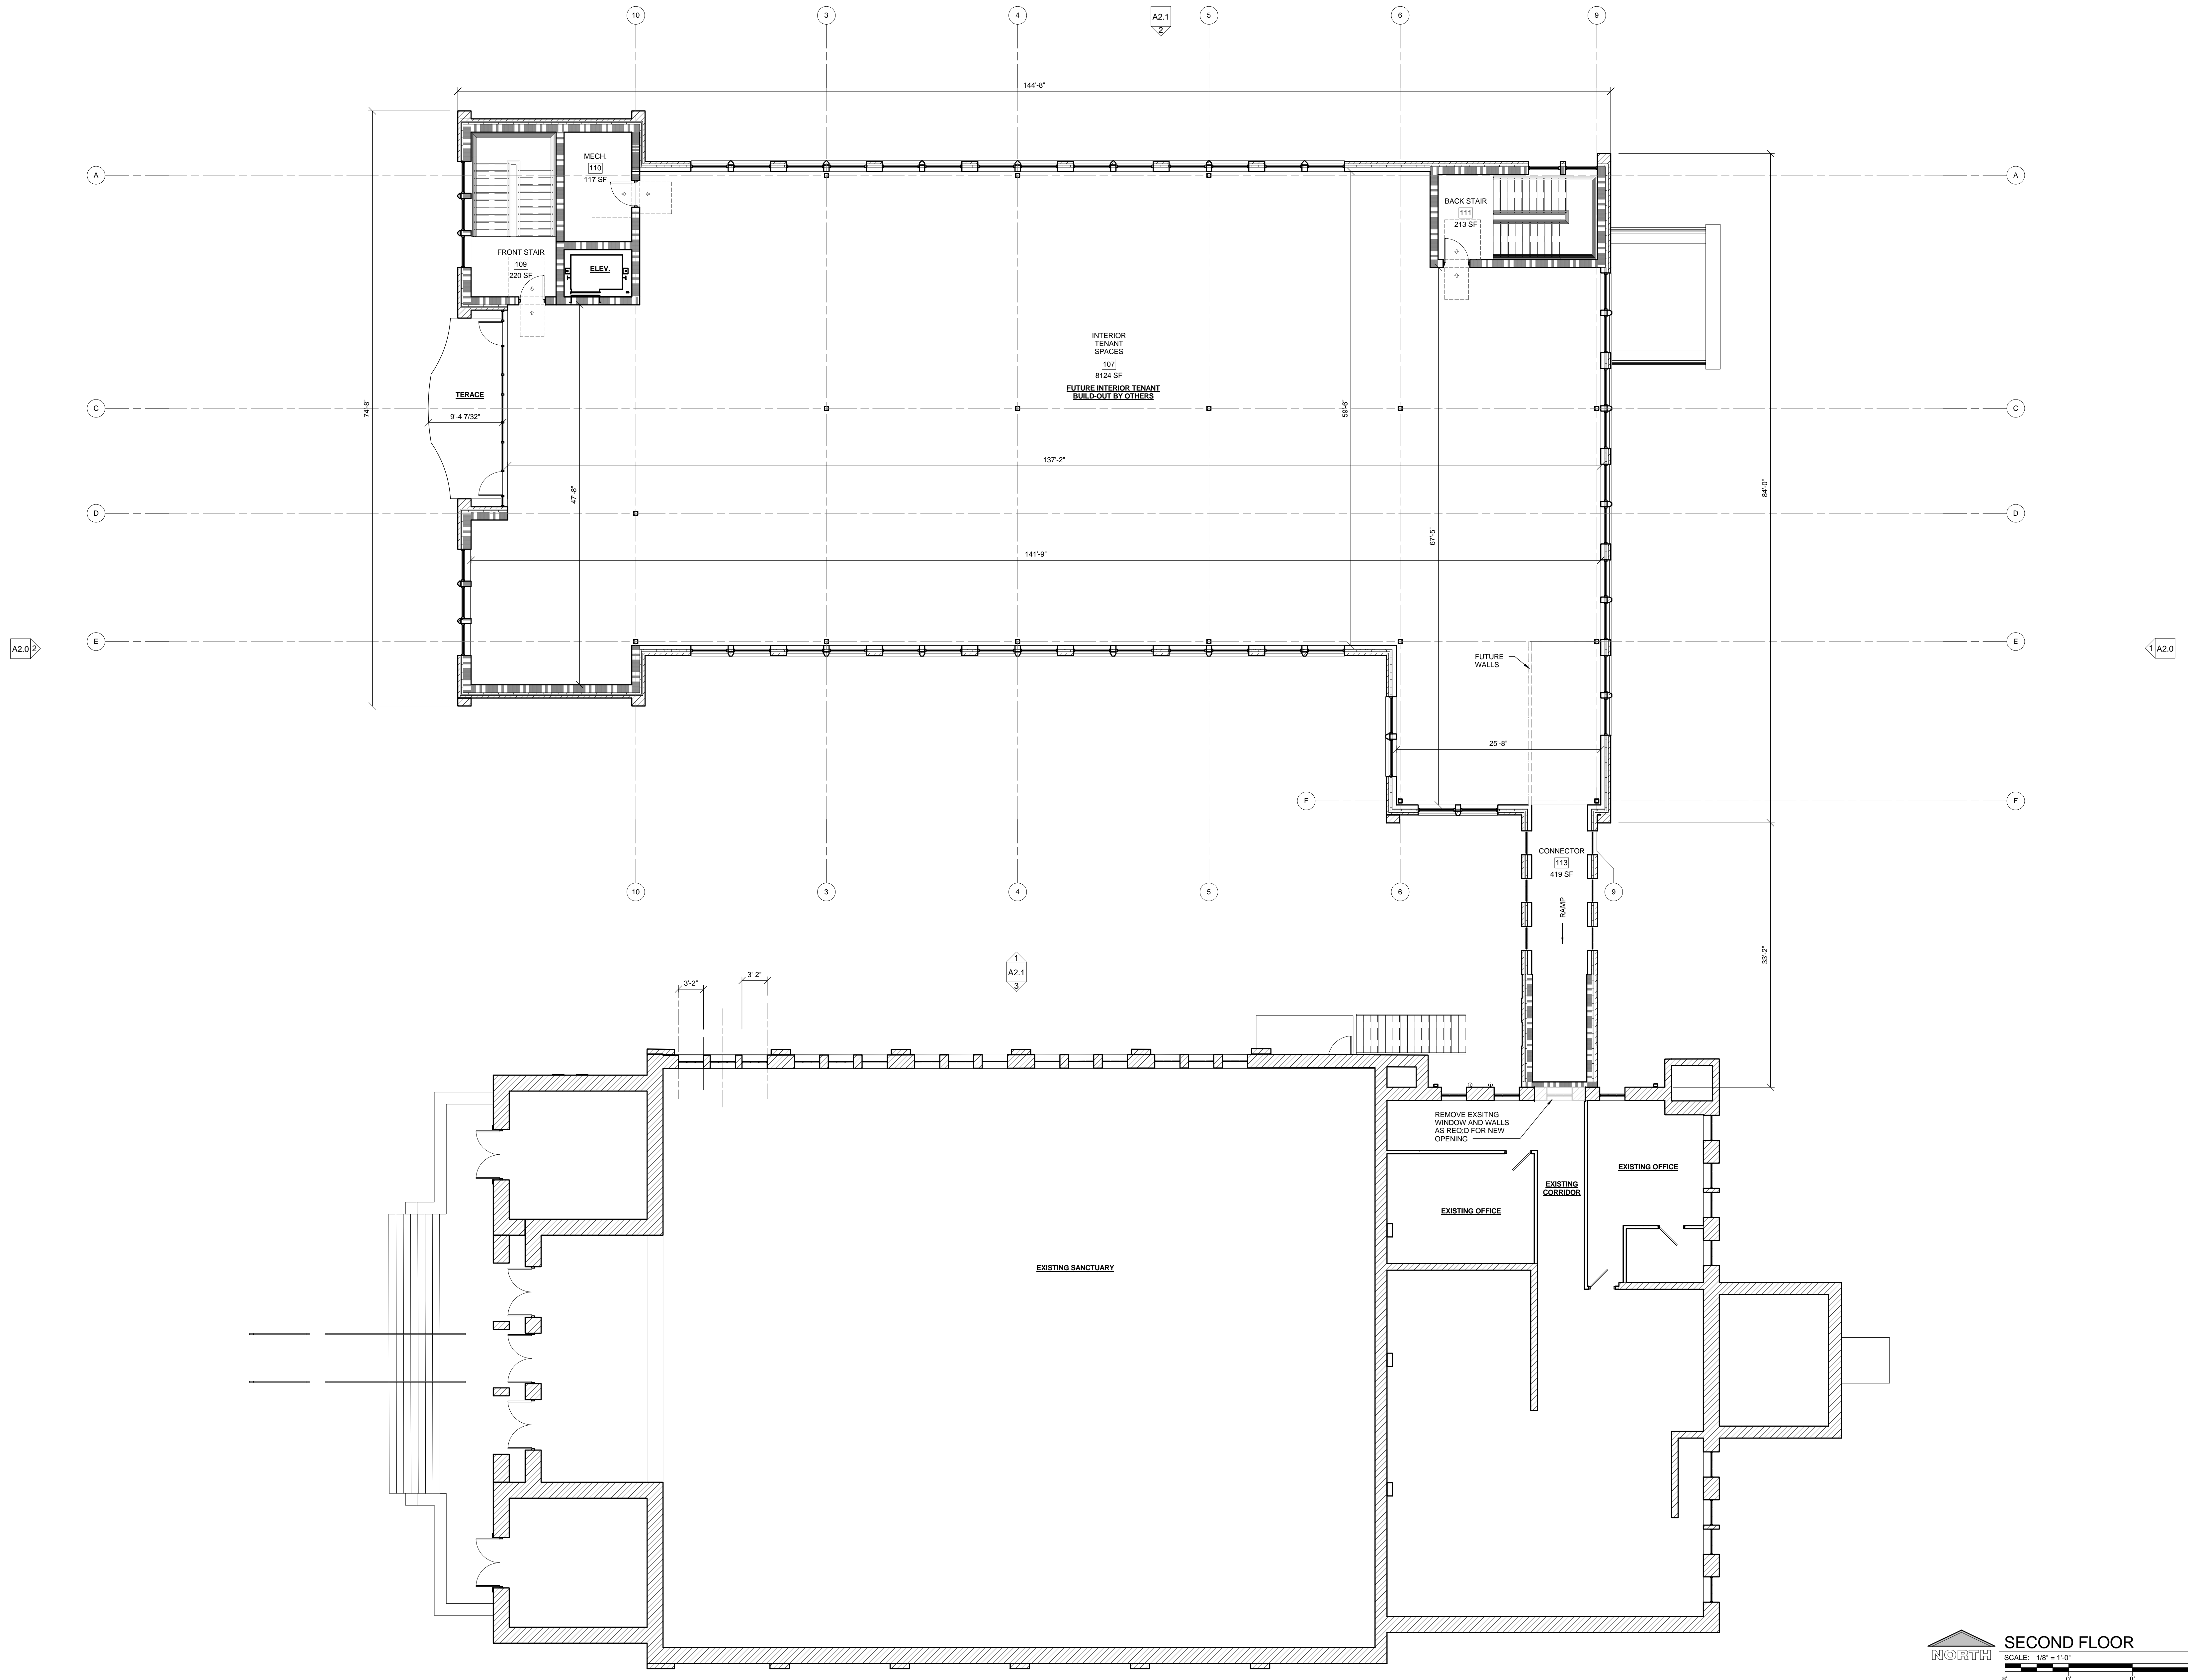 10
3
4
A2.1
2
5
6
9
144'-8"
MECH.
110
117 SF
A
A
BACK STAIR
111
213 SF
FRONT STAIR
109
220 SF
ELEV.
INTERIOR
TENANT
SPACES
107
8124 SF
FUTURE INTERIOR TENANT
BUILD-OUT BY OTHERS
TERACE
9'-4 7/32"
74'-8"
C
C
59'-6"
137'-2"
47'-8"
84'-0"
D
D
67'-5"
141'-9"
A2.0
2
E
E
1
A2.0
FUTURE
WALLS
25'-8"
F
F
CONNECTOR
113
419 SF
RAMP
10
3
4
5
6
9
33'-2"
1
A2.1
3
3'-2"
3'-2"
REMOVE EXSITNG
WINDOW AND WALLS
AS REQ;D FOR NEW
OPENING
EXISTING OFFICE
EXISTING
CORRIDOR
EXISTING OFFICE
EXISTING SANCTUARY
NORTH
SECOND FLOOR
SCALE: 1/8" = 1'-0"
8'
0'
8'